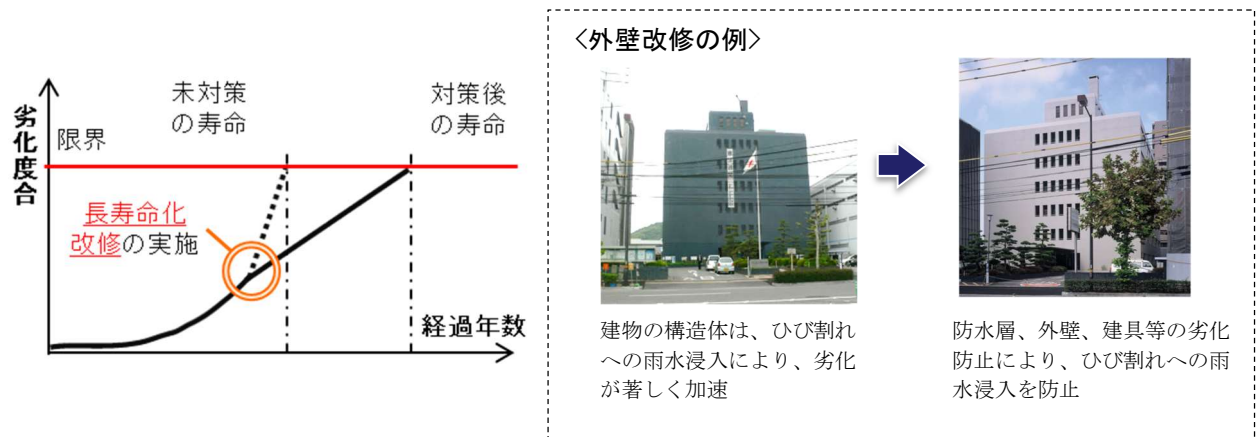 劣化度合
限界
未対策
の寿命
対策後
の寿命
長寿命化
改修の実施
経過年数
<外壁改修の例>
建物の構造体は、ひび割れ
への雨水浸入により、劣化
が著しく加速
防水層、外壁、建具等の劣化
防止により、ひび割れへの雨
水浸入を防止